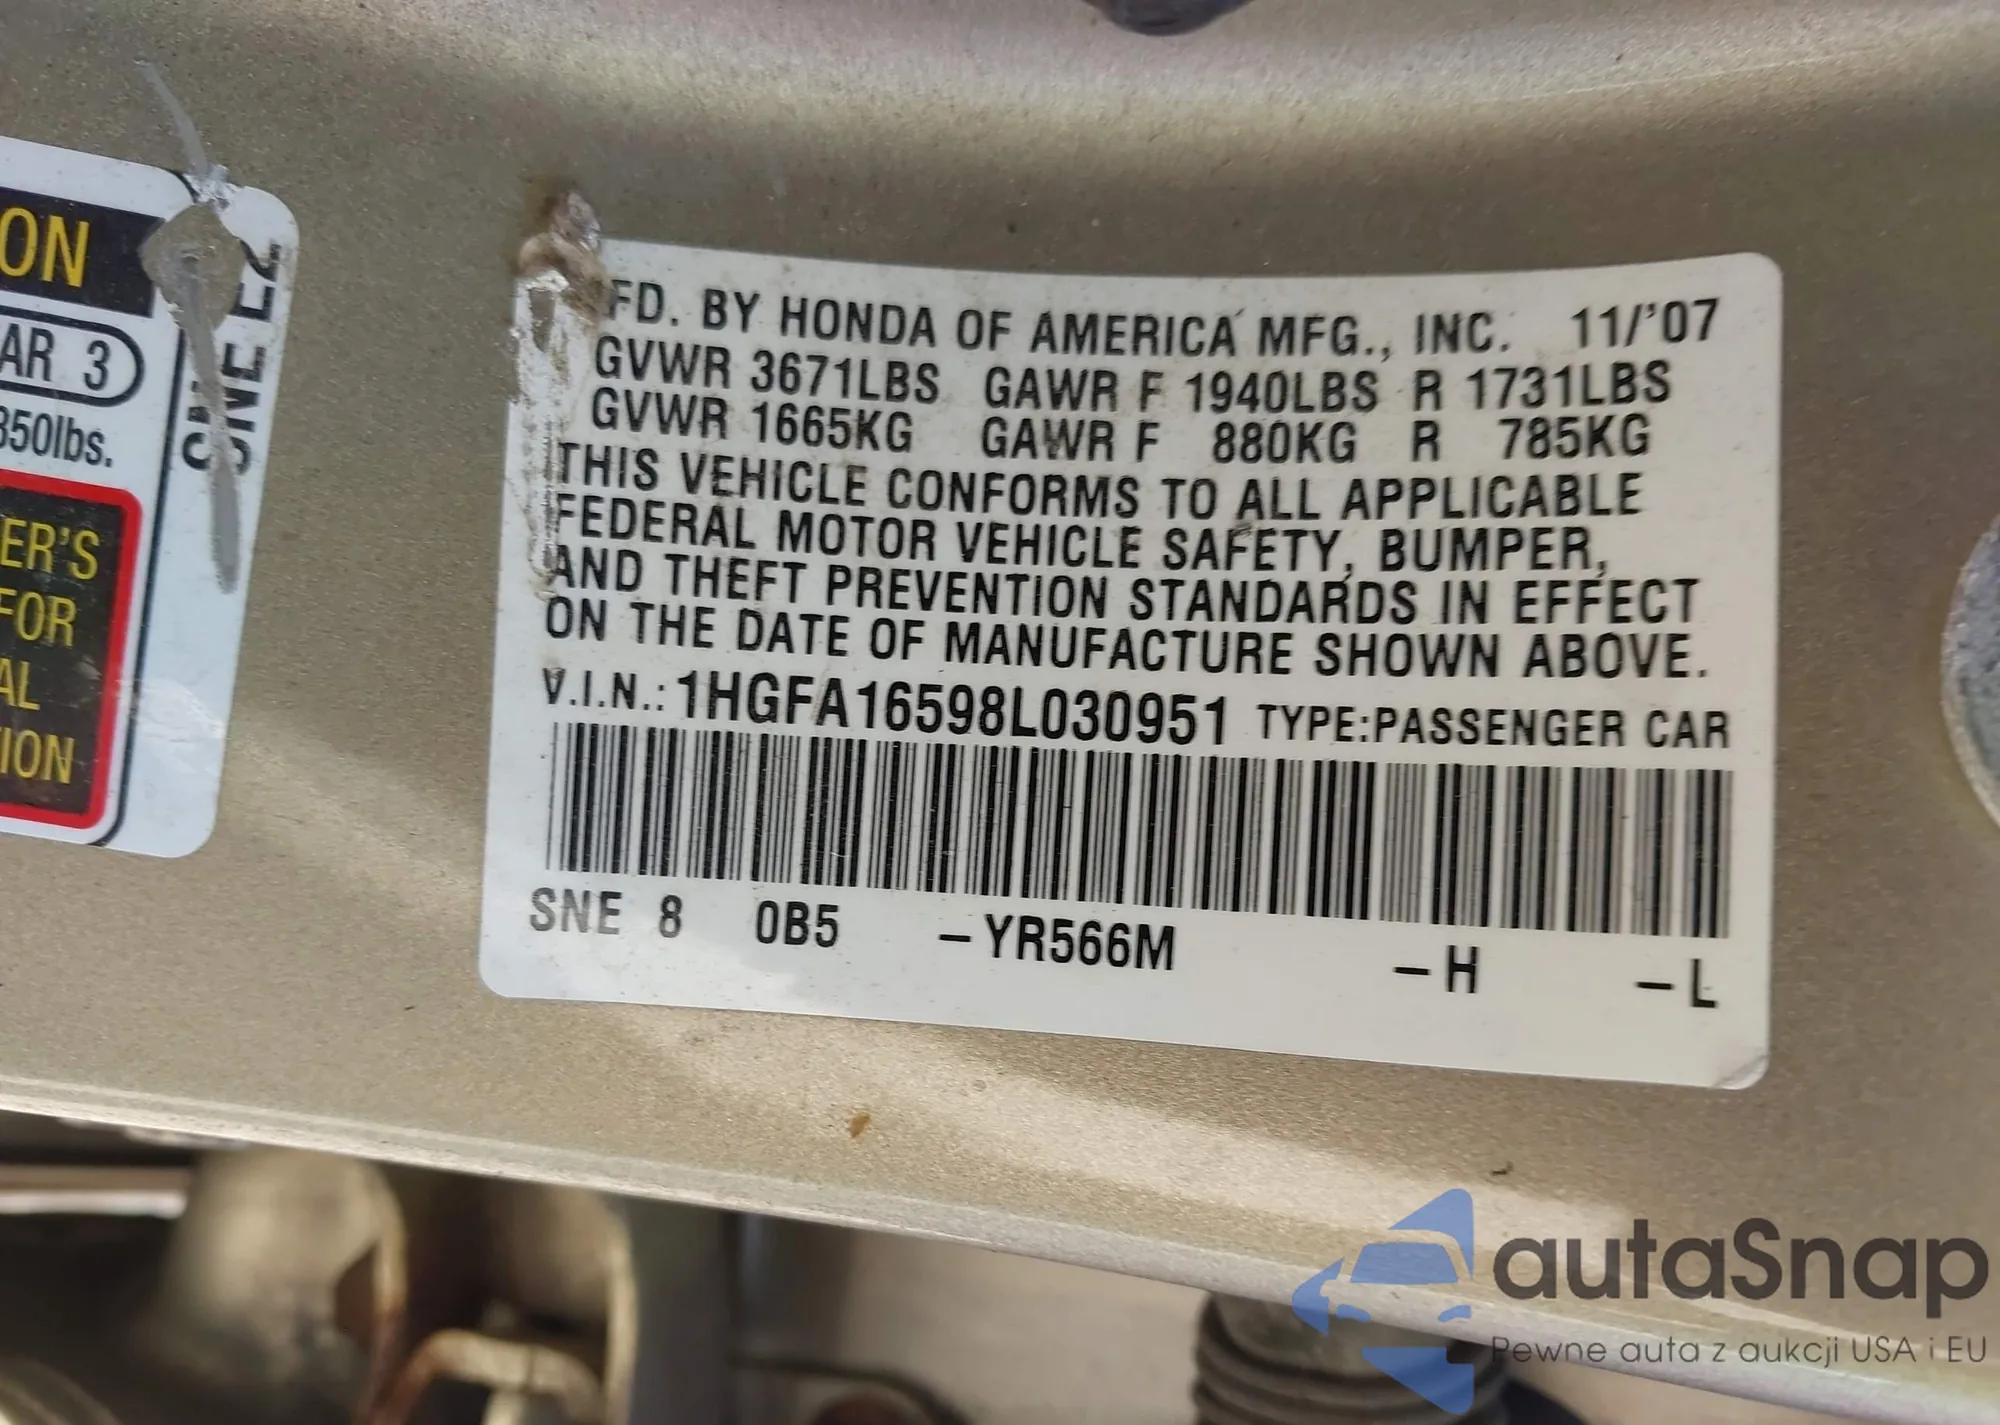 ON
AR 3
850lbs.
ER'S
FOR
AL
TION
SNE
FD. BY HONDA OF AMERICA MFG., INC. 11/'07
GVWR 3671LBS GAWR F 1940LBS R 1731LBS
GVWR 1665KG GAWR F 880KG R 785KG
THIS VEHICLE CONFORMS TO ALL APPLICABLE
FEDERAL MOTOR VEHICLE SAFETY, BUMPER,
AND THEFT PREVENTION STANDARDS IN EFFECT
ON THE DATE OF MANUFACTURE SHOWN ABOVE.
V.I.N.: 1HGFA16598L030951 TYPE:PASSENGER CAR
SNE 8 0B5 -YR566M -H -L
autaSnap
Pewne auta z aukcji USA i EU